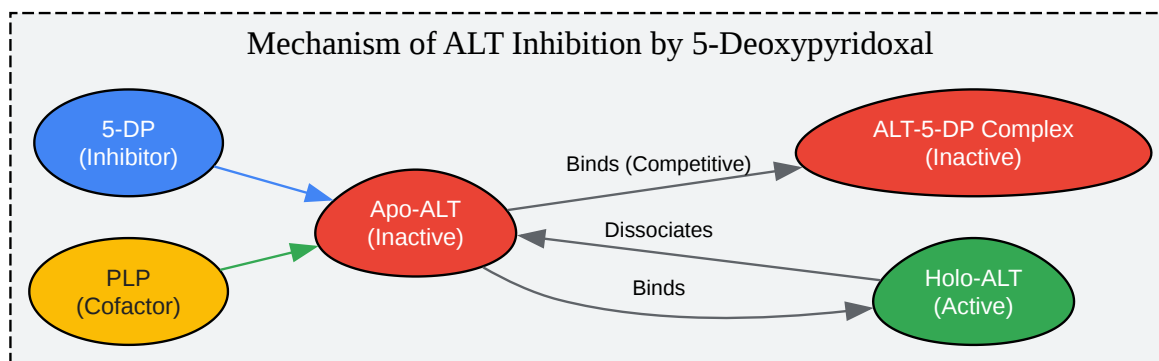 Mechanism of ALT Inhibition by 5-Deoxypyridoxal
5-DP
(Inhibitor)
PLP
(Cofactor)
Apo-ALT
(Inactive)
Binds (Competitive)
Dissociates
Binds
ALT-5-DP Complex
(Inactive)
Holo-ALT
(Active)